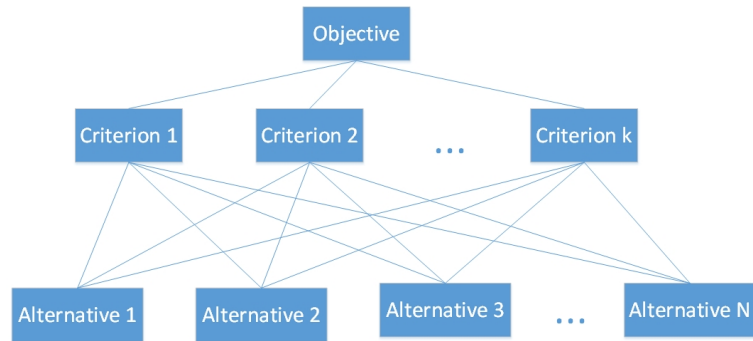 Objective
Criterion 1
Criterion 2
...
Criterion k
Alternative 1
Alternative 2
Alternative 3
...
Alternative N